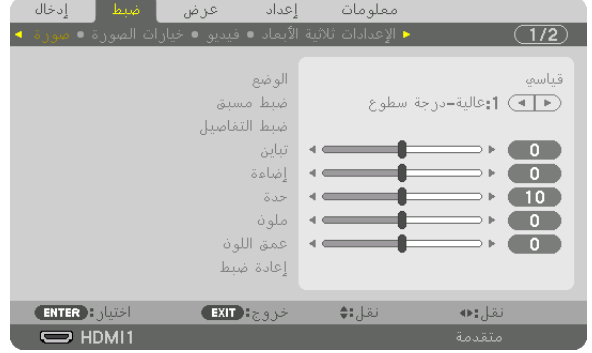 إدخال ضبط عرض إعداد معلومات
◄ صورة ● خيارات الصورة ● فيديو ● الإعدادات ثلاثية الأبعاد ► 1/2
الوضع قياسي
ضبط مسبق 1:عالية-درجة سطوع
ضبط التفاصيل
تباين 0
إضاءة 0
حدة 10
ملون 0
عمق اللون 0
إعادة ضبط
ENTER:اختيار EXIT:خروج نقل: نقل:
HDMI1 متقدمة